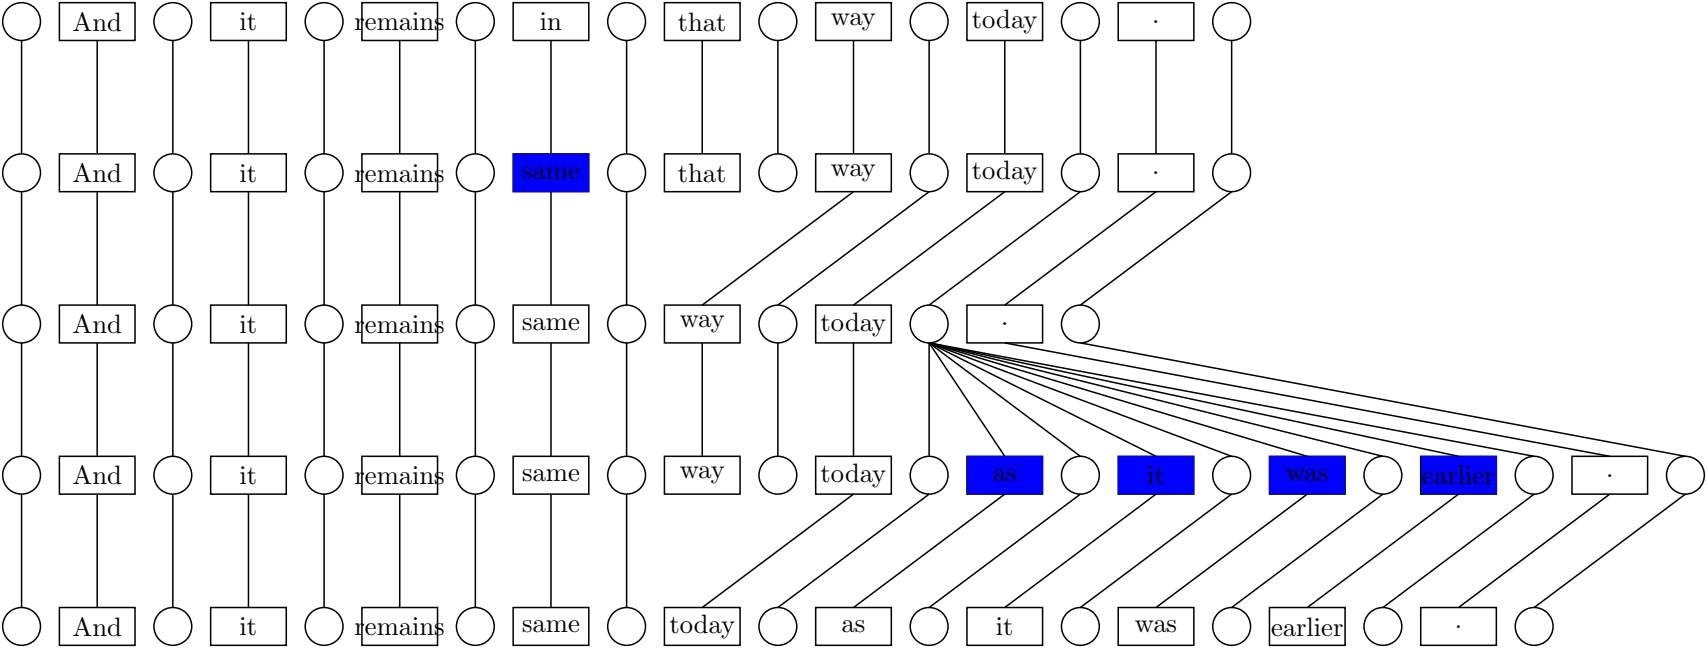 And it remains in that way today .
And it remains same that way today .
And it remains same way today .
And it remains same way today as it was earlier .
And it remains same today as it was earlier .